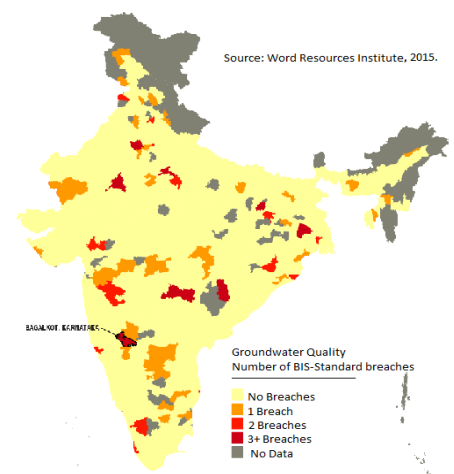 Source: Word Resources Institute, 2015.
BAGALKOT, KARNATAKA
Groundwater Quality
Number of BIS-Standard breaches
No Breaches
1 Breach
2 Breaches
3+ Breaches
No Data